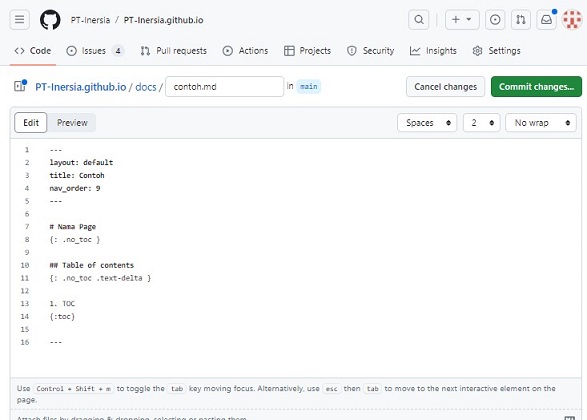 PT-Inersia / PT-Inersia.github.io
<> Code Issues 4 Pull requests Actions Projects Security Insights Settings
PT-Inersia.github.io / docs / contoh.md in main Cancel changes Commit changes...
Edit Preview Spaces 2 No wrap
1 ---
2 layout: default
3 title: Contoh
4 nav_order: 9
5 ---
6
7 # Nama Page
8 {: .no_toc }
9
10 ## Table of contents
11 {: .no_toc .text-delta }
12
13 1. TOC
14 {:toc}
15
16 ---
Use Control + Shift + m to toggle the tab key moving focus. Alternatively, use esc then tab to move to the next interactive element on the
page.
Attach files by dragging & dropping, selecting or pasting them.